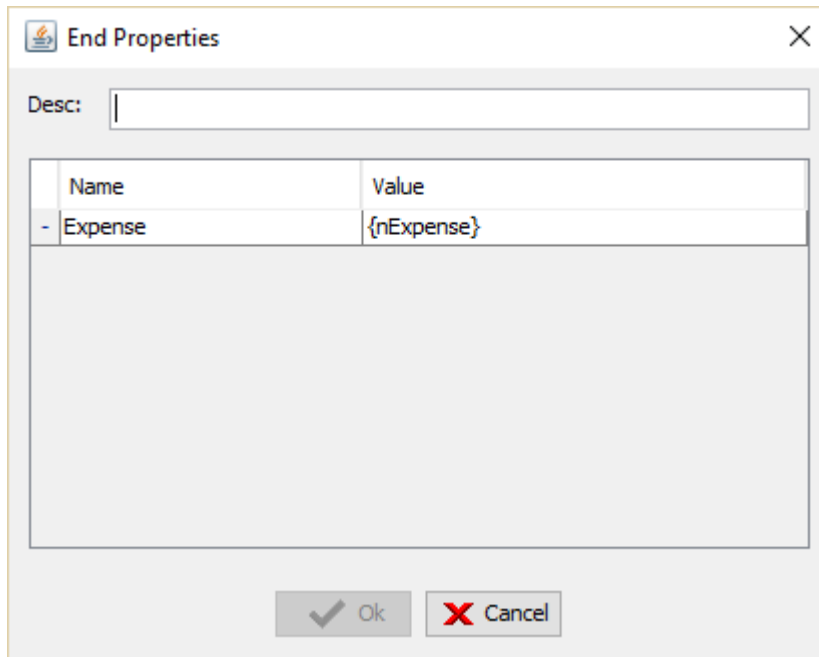 End Properties
Desc:
Name Value
- Expense {nExpense}
Ok Cancel